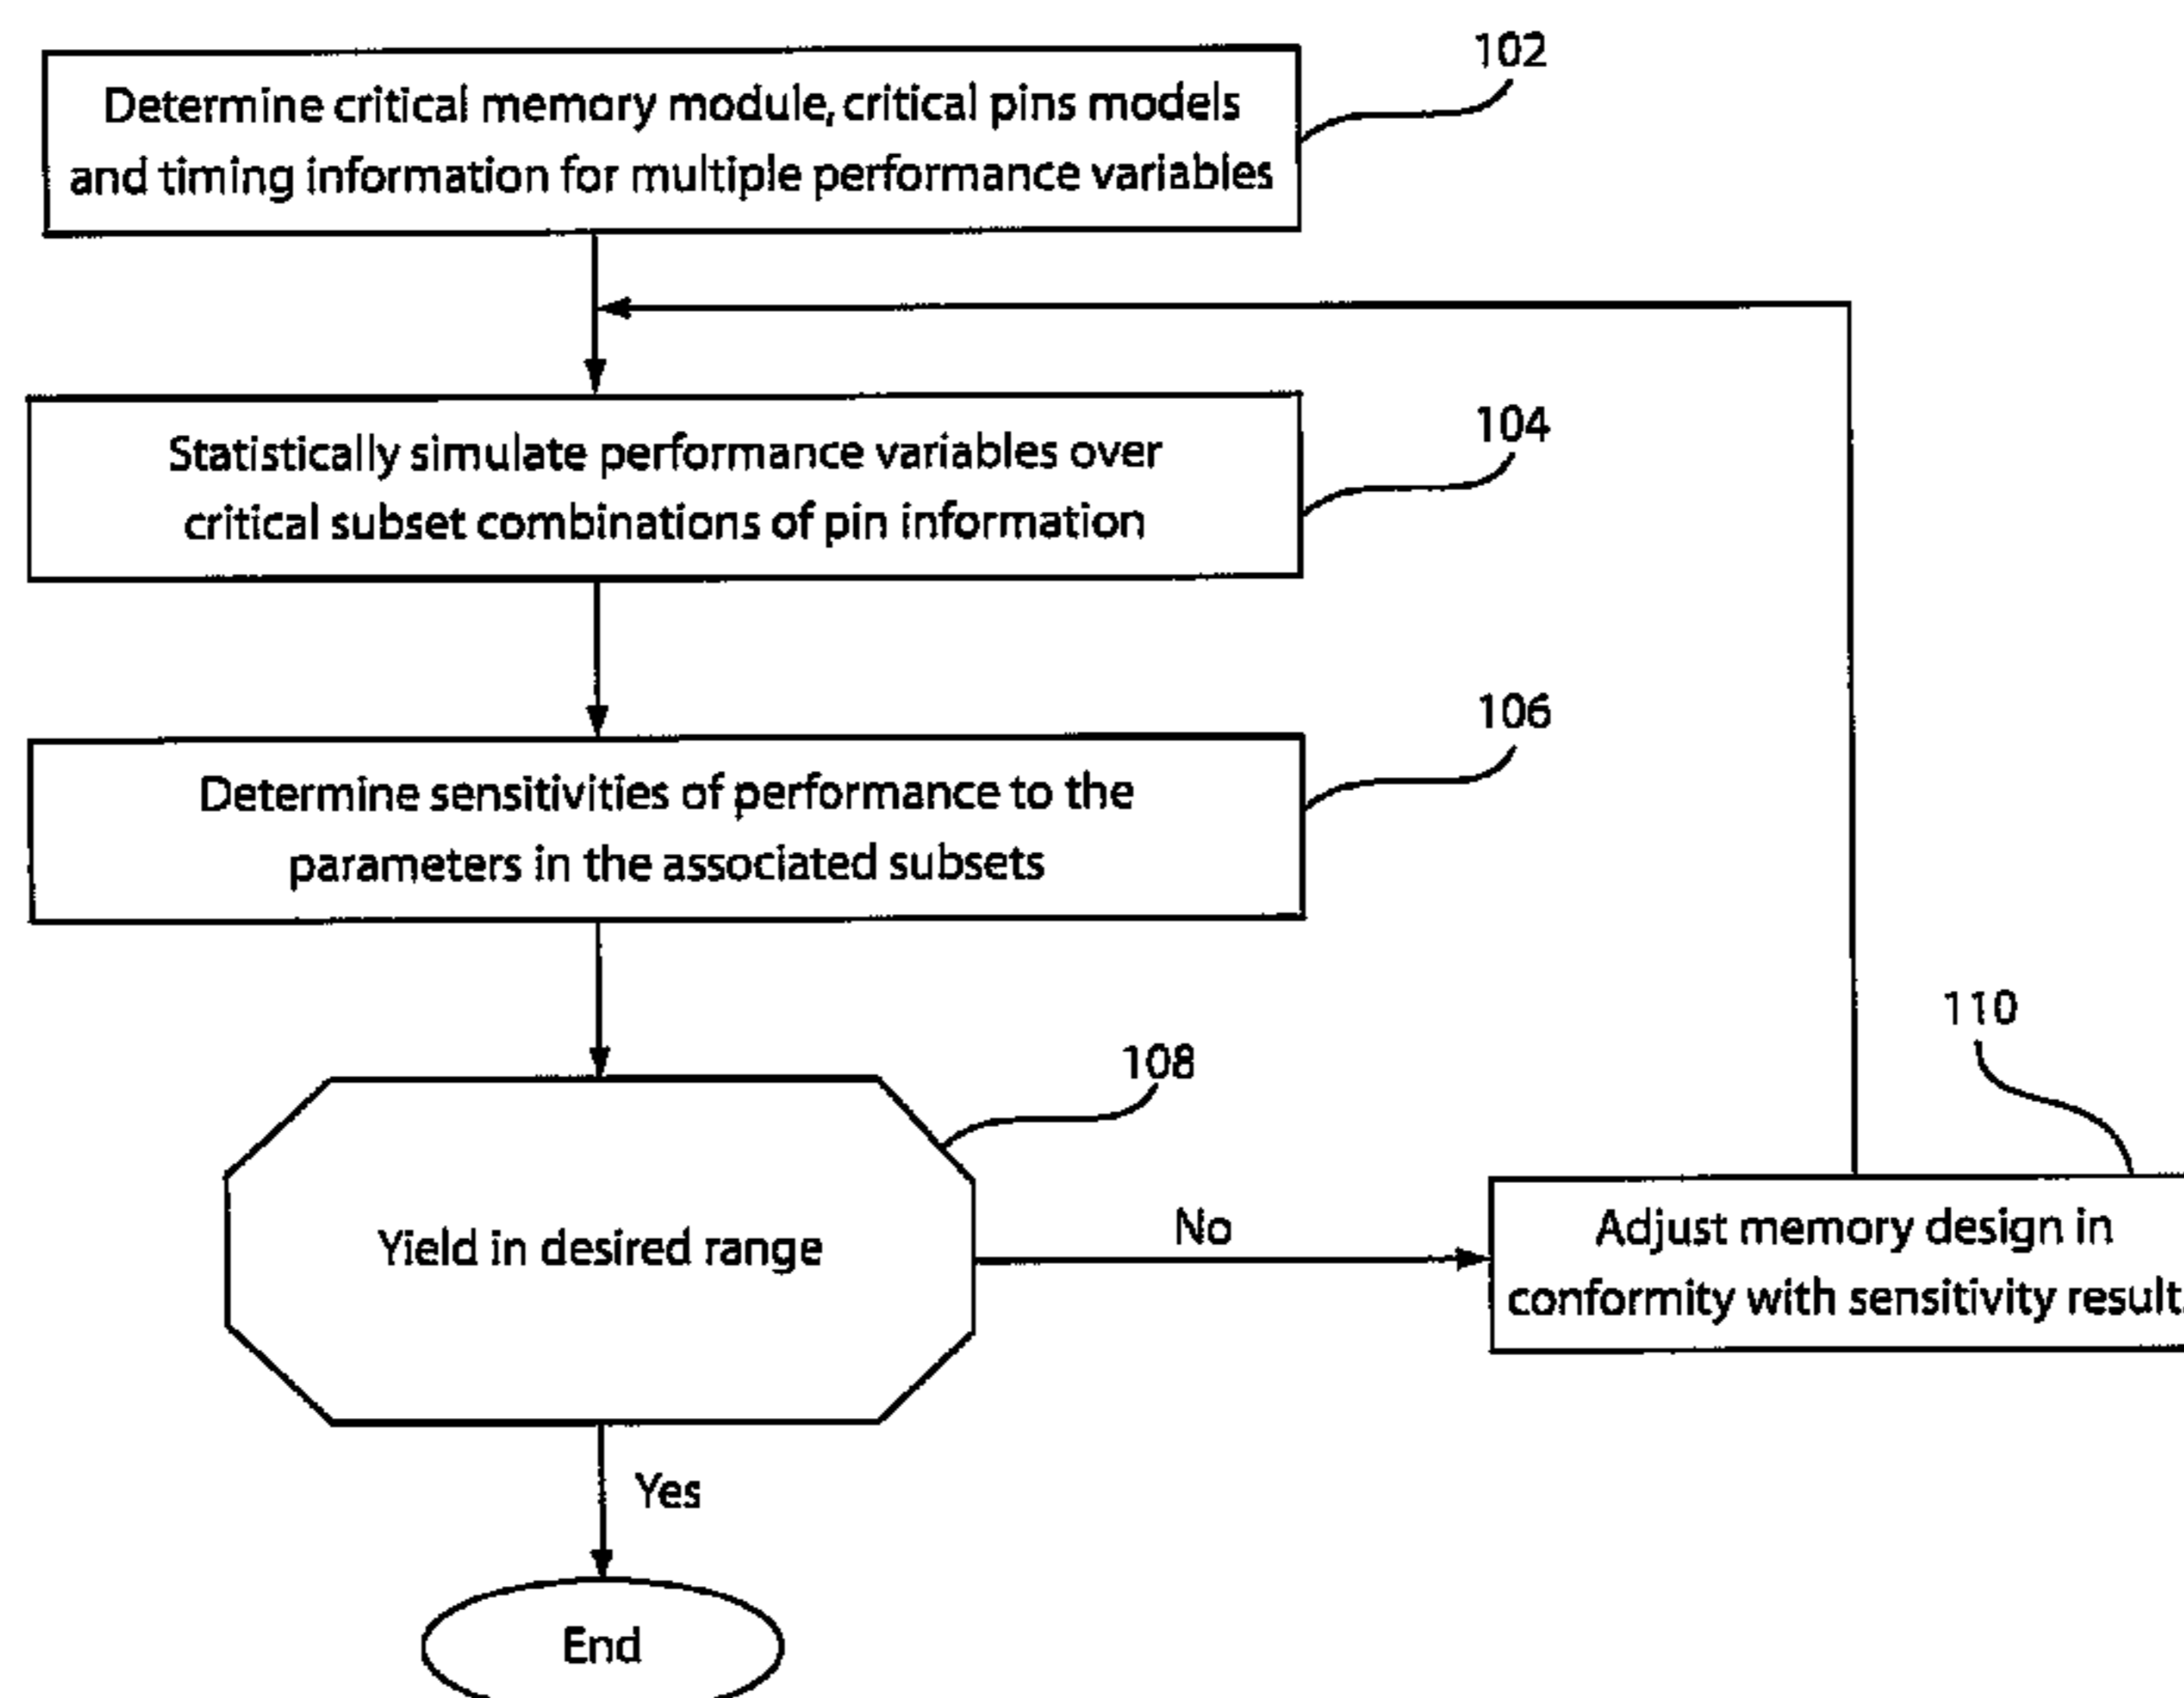 102
Determine critical memory module, critical pins models
and timing information for multiple performance variables
104
Statistically simulate performance variables over
critical subset combinations of pin information
106
Determine sensitivities of performance to the
parameters in the associated subsets
108
Yield in desired range
No
110
Adjust memory design in
conformity with sensitivity result
Yes
End